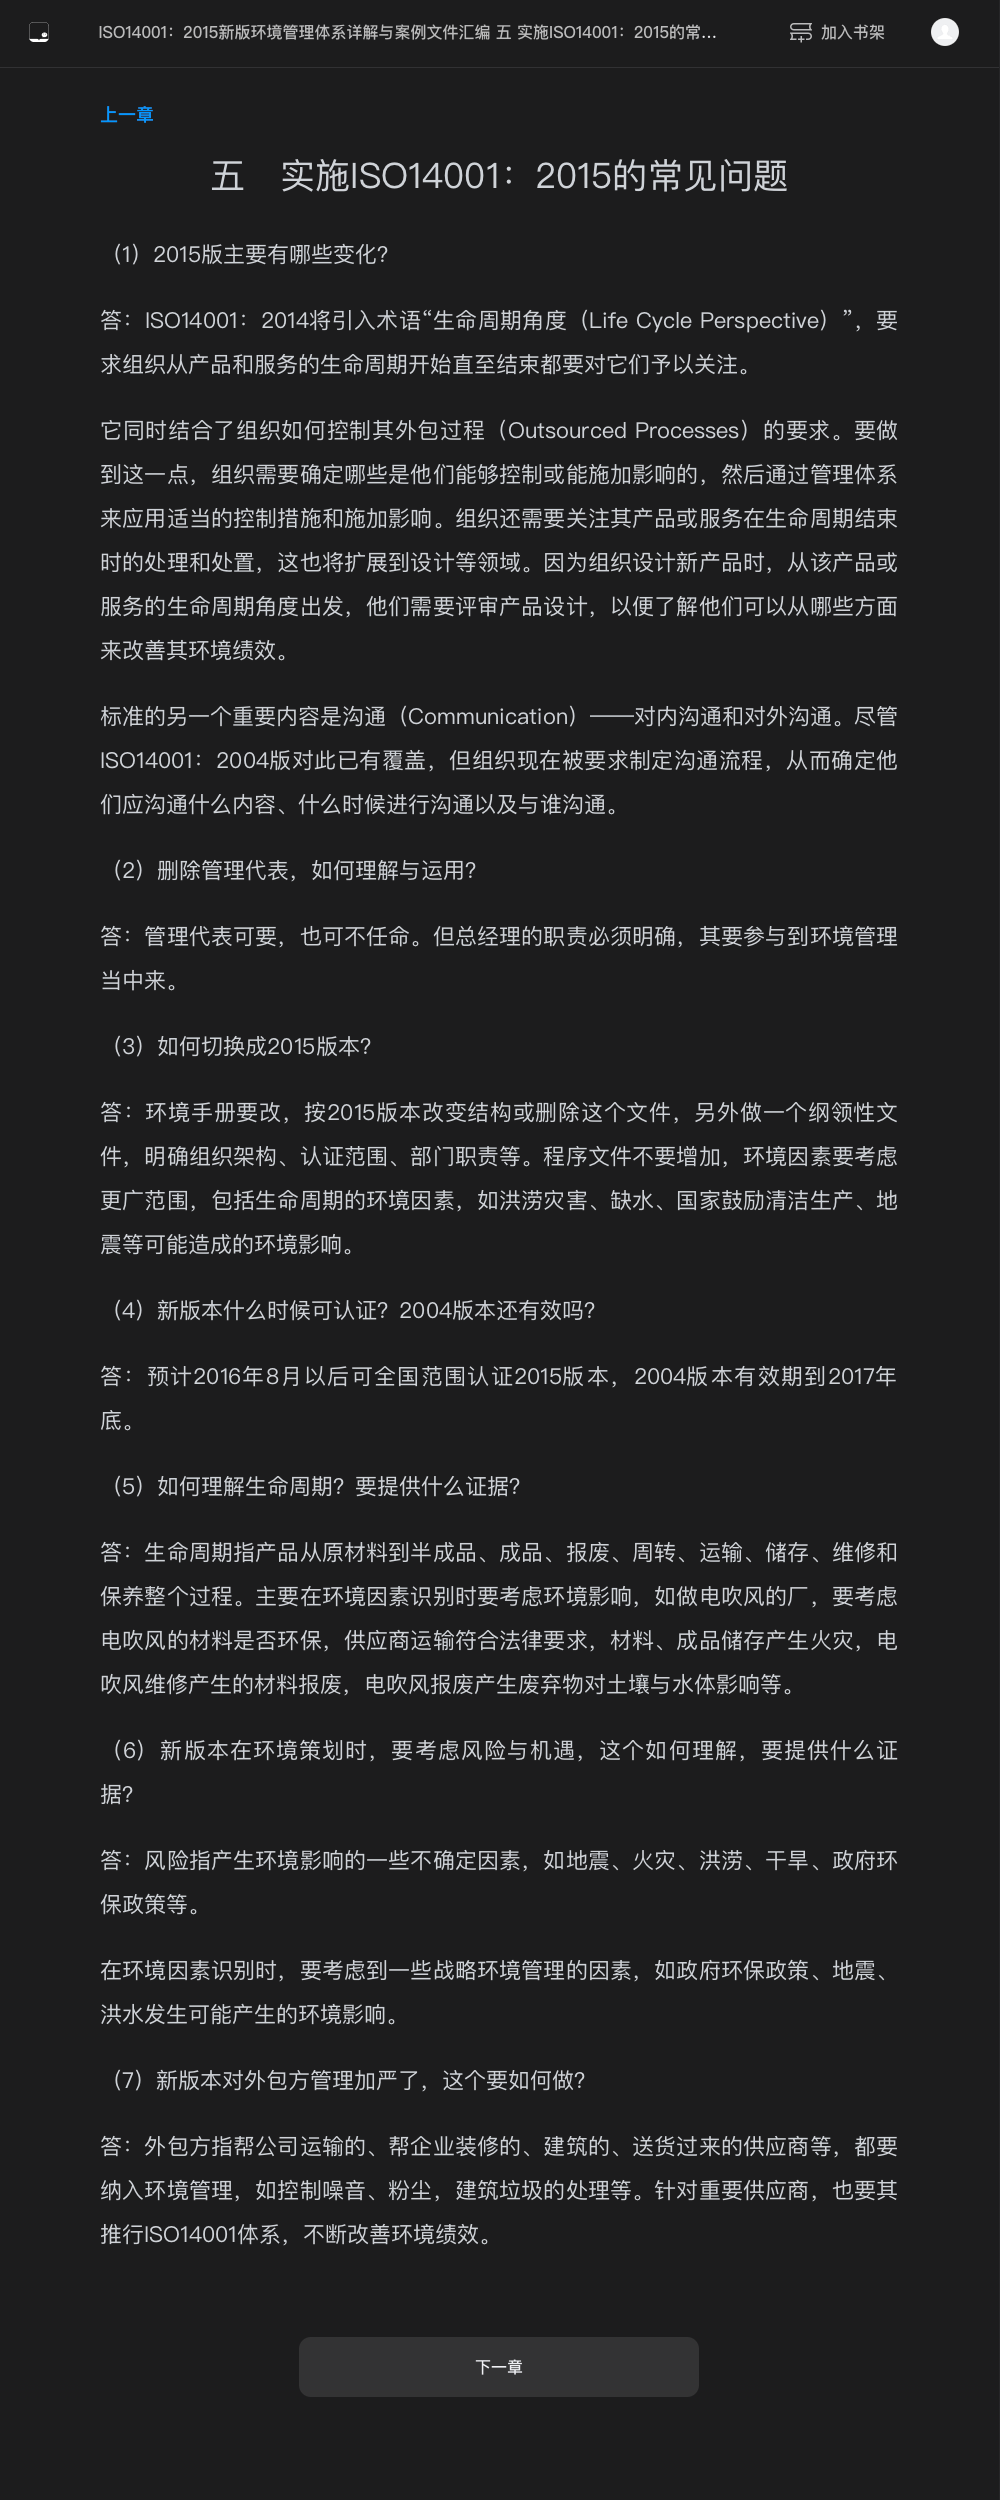 ISO14001：2015新版环境管理体系详解与案例文件汇编 五 实施ISO14001：2015的常...
加入书架
上一章
五　实施ISO14001：2015的常见问题
（1）2015版主要有哪些变化？
答：ISO14001：2014将引入术语“生命周期角度（Life Cycle Perspective）”，要
求组织从产品和服务的生命周期开始直至结束都要对它们予以关注。
它同时结合了组织如何控制其外包过程（Outsourced Processes）的要求。要做
到这一点，组织需要确定哪些是他们能够控制或能施加影响的，然后通过管理体系
来应用适当的控制措施和施加影响。组织还需要关注其产品或服务在生命周期结束
时的处理和处置，这也将扩展到设计等领域。因为组织设计新产品时，从该产品或
服务的生命周期角度出发，他们需要评审产品设计，以便了解他们可以从哪些方面
来改善其环境绩效。
标准的另一个重要内容是沟通（Communication）——对内沟通和对外沟通。尽管
ISO14001：2004版对此已有覆盖，但组织现在被要求制定沟通流程，从而确定他
们应沟通什么内容、什么时候进行沟通以及与谁沟通。
（2）删除管理代表，如何理解与运用？
答：管理代表可要，也可不任命。但总经理的职责必须明确，其要参与到环境管理
当中来。
（3）如何切换成2015版本？
答：环境手册要改，按2015版本改变结构或删除这个文件，另外做一个纲领性文
件，明确组织架构、认证范围、部门职责等。程序文件不要增加，环境因素要考虑
更广范围，包括生命周期的环境因素，如洪涝灾害、缺水、国家鼓励清洁生产、地
震等可能造成的环境影响。
（4）新版本什么时候可认证？2004版本还有效吗？
答：预计2016年8月以后可全国范围认证2015版本，2004版本有效期到2017年
底。
（5）如何理解生命周期？要提供什么证据？
答：生命周期指产品从原材料到半成品、成品、报废、周转、运输、储存、维修和
保养整个过程。主要在环境因素识别时要考虑环境影响，如做电吹风的厂，要考虑
电吹风的材料是否环保，供应商运输符合法律要求，材料、成品储存产生火灾，电
吹风维修产生的材料报废，电吹风报废产生废弃物对土壤与水体影响等。
（6）新版本在环境策划时，要考虑风险与机遇，这个如何理解，要提供什么证
据？
答：风险指产生环境影响的一些不确定因素，如地震、火灾、洪涝、干旱、政府环
保政策等。
在环境因素识别时，要考虑到一些战略环境管理的因素，如政府环保政策、地震、
洪水发生可能产生的环境影响。
（7）新版本对外包方管理加严了，这个要如何做？
答：外包方指帮公司运输的、帮企业装修的、建筑的、送货过来的供应商等，都要
纳入环境管理，如控制噪音、粉尘，建筑垃圾的处理等。针对重要供应商，也要其
推行ISO14001体系，不断改善环境绩效。
下一章